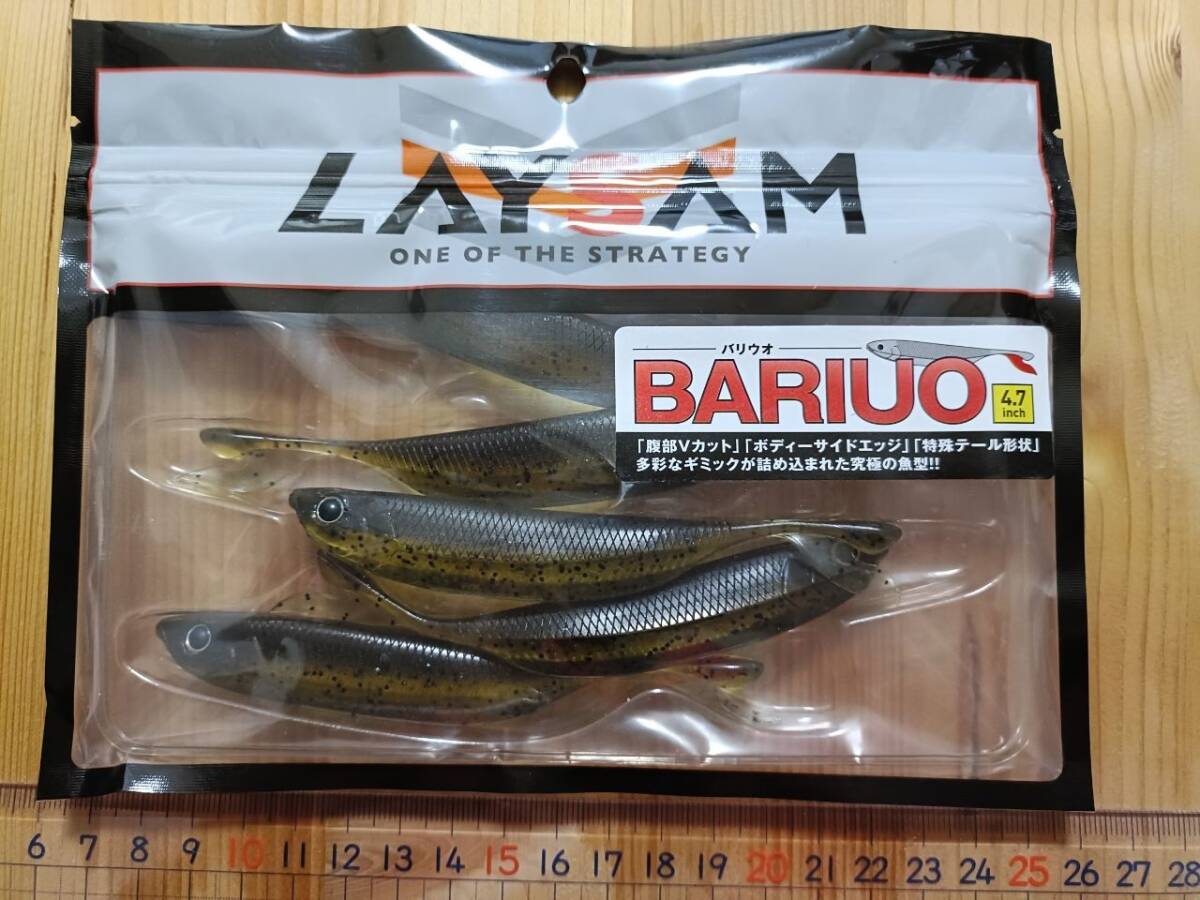 LAYSAM
ONE OF THE STRATEGY
バリウオ
BARIUO
4.7
inch
「腹部Vカット」「ボディーサイドエッジ」「特殊テール形状」
多彩なギミックが詰め込まれた究極の魚型!!
6 7 8 9 10 11 12 13 14 15 16 17 18 19 20 21 22 23 24 25 26 27 28